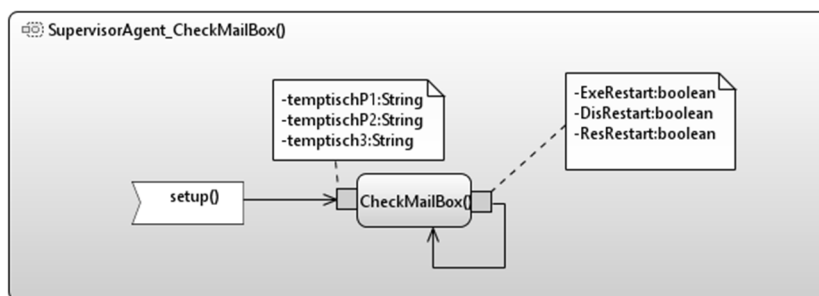 SupervisorAgent_CheckMailBox()
-temptischP1:String
-temptischP2:String
-temptisch3:String
-ExeRestart:boolean
-DisRestart:boolean
-ResRestart:boolean
setup()
CheckMailBox()